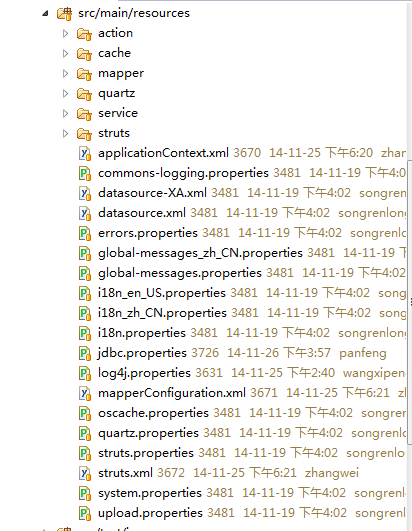 src/main/resources
action
cache
mapper
quartz
service
struts
applicationContext.xml 3670 14-11-25 下午6:20 zhan
commons-logging.properties 3481 14-11-19 下午4:0
datasource-XA.xml 3481 14-11-19 下午4:02 songrenlong
datasource.xml 3481 14-11-19 下午4:02 songrenlong
errors.properties 3481 14-11-19 下午4:02 songrenlo
global-messages_zh_CN.properties 3481 14-11-19
global-messages.properties 3481 14-11-19 下午4:02
i18n_en_US.properties 3481 14-11-19 下午4:02 song
i18n_zh_CN.properties 3481 14-11-19 下午4:02 song
i18n.properties 3481 14-11-19 下午4:02 songrenlong
jdbc.properties 3726 14-11-26 下午3:57 panfeng
log4j.properties 3631 14-11-25 下午2:40 wangxipeng
mapperConfiguration.xml 3671 14-11-25 下午6:21 zh
oscache.properties 3481 14-11-19 下午4:02 songren
quartz.properties 3481 14-11-19 下午4:02 songrenlo
struts.properties 3481 14-11-19 下午4:02 songrenlo
struts.xml 3672 14-11-25 下午6:21 zhangwei
system.properties 3481 14-11-19 下午4:02 songrenl
upload.properties 3481 14-11-19 下午4:02 songrenlo